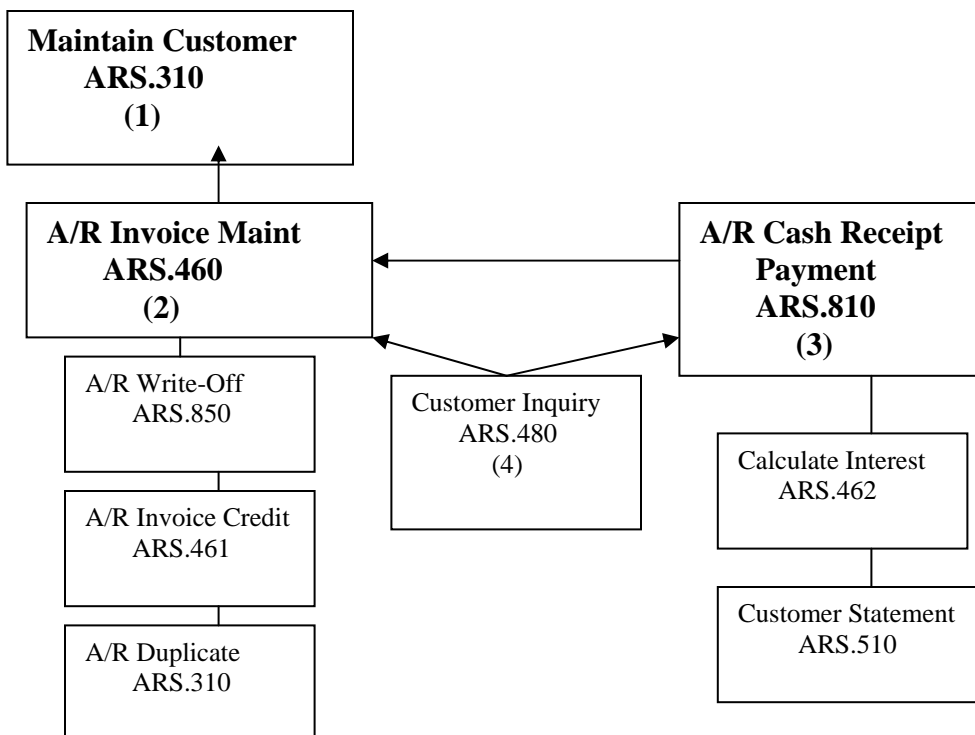 Maintain Customer
ARS.310
(1)
A/R Invoice Maint
ARS.460
(2)
A/R Cash Receipt
Payment
ARS.810
(3)
A/R Write-Off
ARS.850
Customer Inquiry
ARS.480
(4)
Calculate Interest
ARS.462
A/R Invoice Credit
ARS.461
Customer Statement
ARS.510
A/R Duplicate
ARS.310